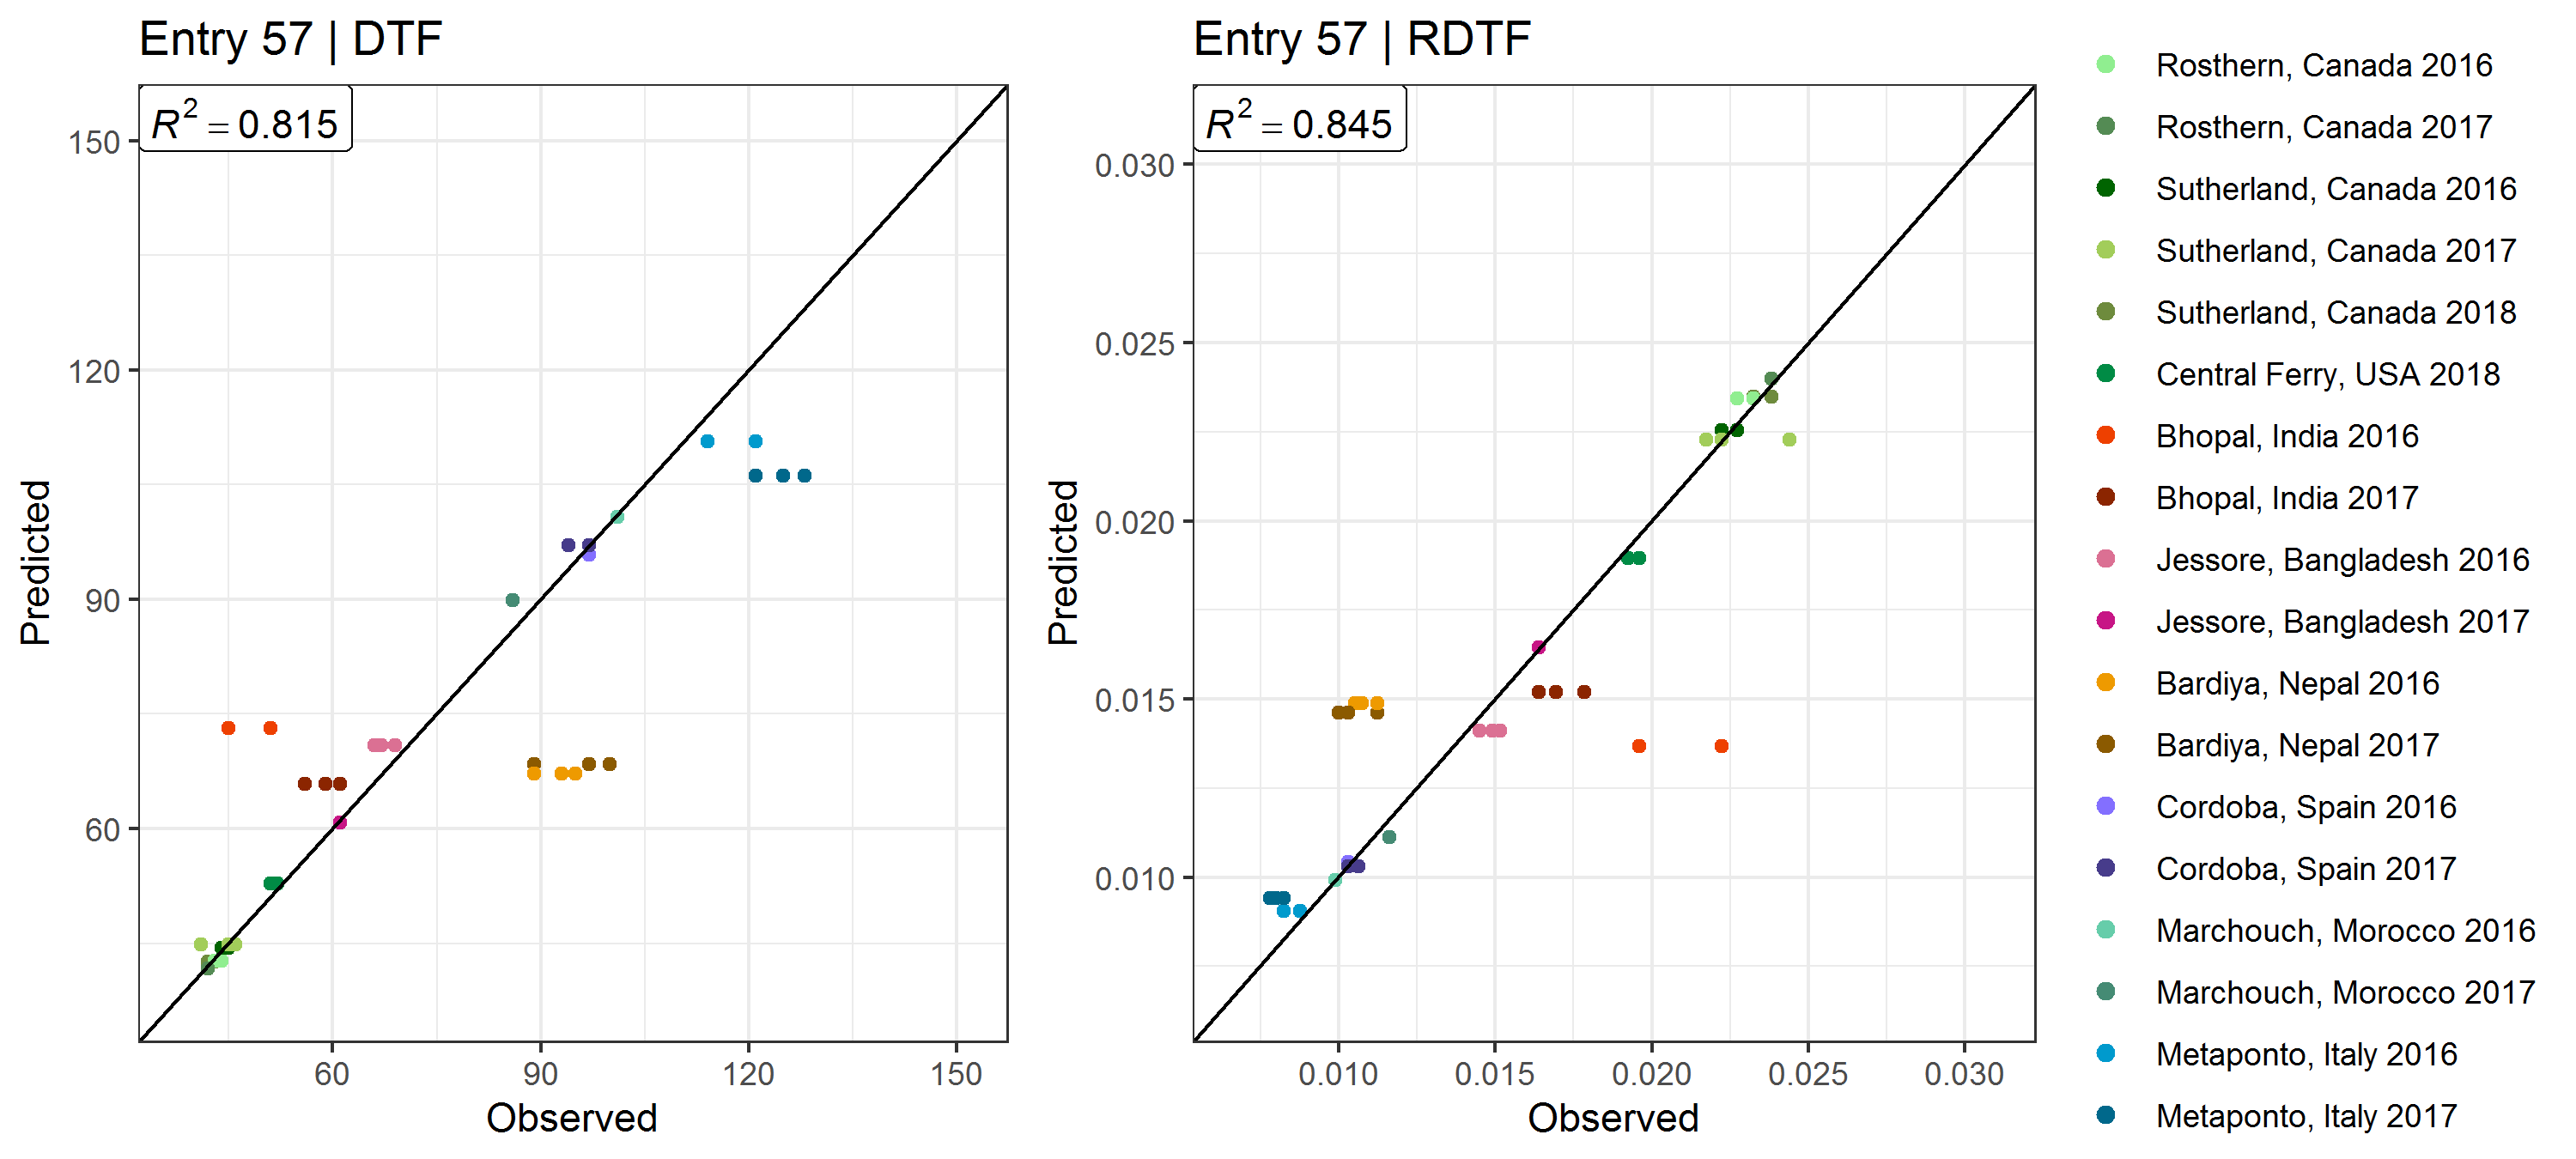 Entry 57 | DTF
R² = 0.815
150
120
90
60
60
90
120
150
Observed
Predicted
Entry 57 | RDTF
R² = 0.845
0.030
0.025
0.020
0.015
0.010
0.010
0.015
0.020
0.025
0.030
Observed
Predicted
Rosthern, Canada 2016
Rosthern, Canada 2017
Sutherland, Canada 2016
Sutherland, Canada 2017
Sutherland, Canada 2018
Central Ferry, USA 2018
Bhopal, India 2016
Bhopal, India 2017
Jessore, Bangladesh 2016
Jessore, Bangladesh 2017
Bardiya, Nepal 2016
Bardiya, Nepal 2017
Cordoba, Spain 2016
Cordoba, Spain 2017
Marchouch, Morocco 2016
Marchouch, Morocco 2017
Metaponto, Italy 2016
Metaponto, Italy 2017